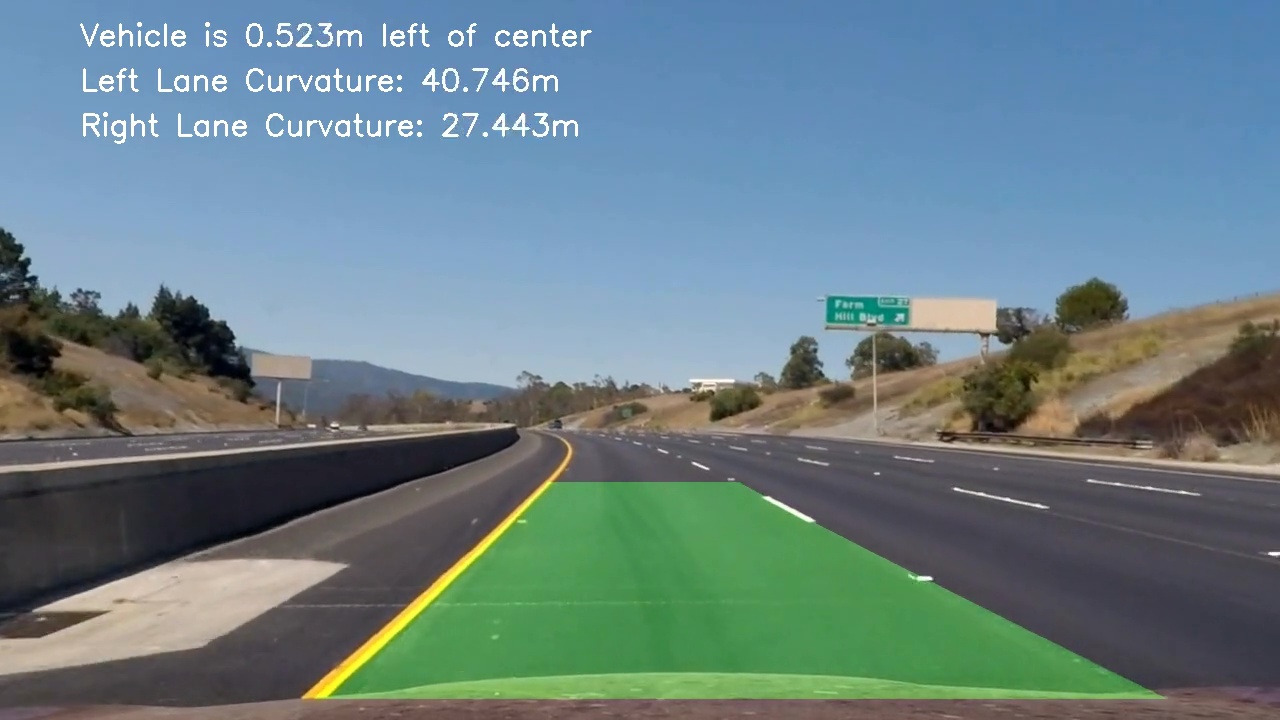 Vehicle is 0.523m left of center
Left Lane Curvature: 40.746m
Right Lane Curvature: 27.443m
Farm
Hill Blvd